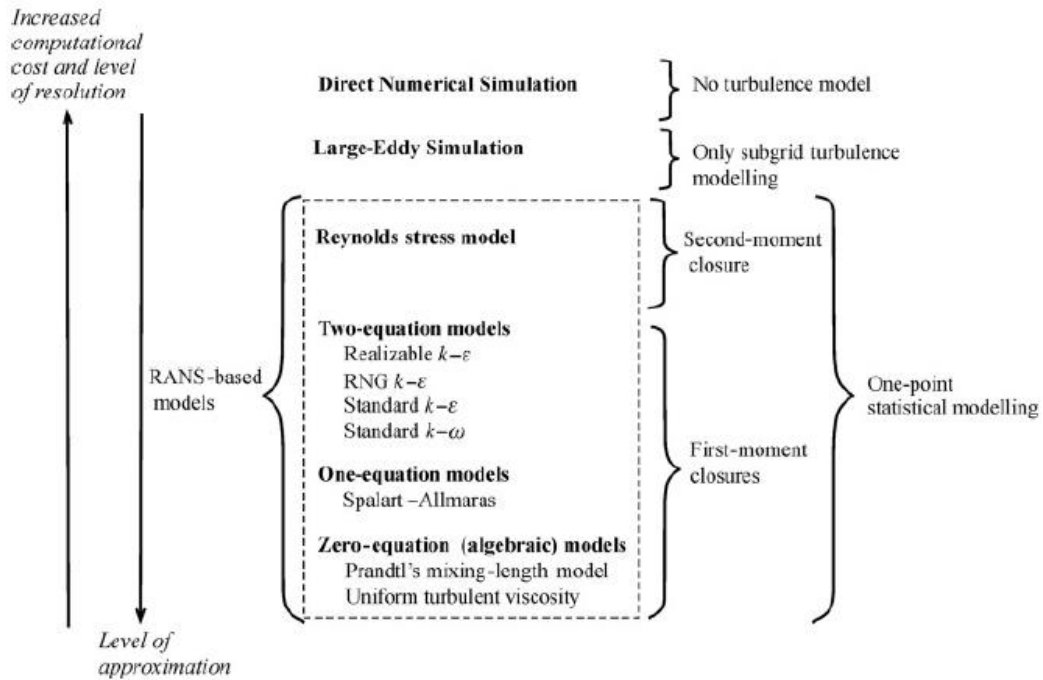 Increased
computational
cost and level
of resolution
Direct Numerical Simulation
No turbulence model
Large-Eddy Simulation
Only subgrid turbulence
modelling
Reynolds stress model
Second-moment
closure
Two-equation models
Realizable k–ε
RNG k–ε
Standard k–ε
Standard k–ω
RANS-based
models
One-point
statistical modelling
First-moment
closures
One-equation models
Spalart –Allmaras
Zero-equation (algebraic) models
Prandtl's mixing-length model
Uniform turbulent viscosity
Level of
approximation